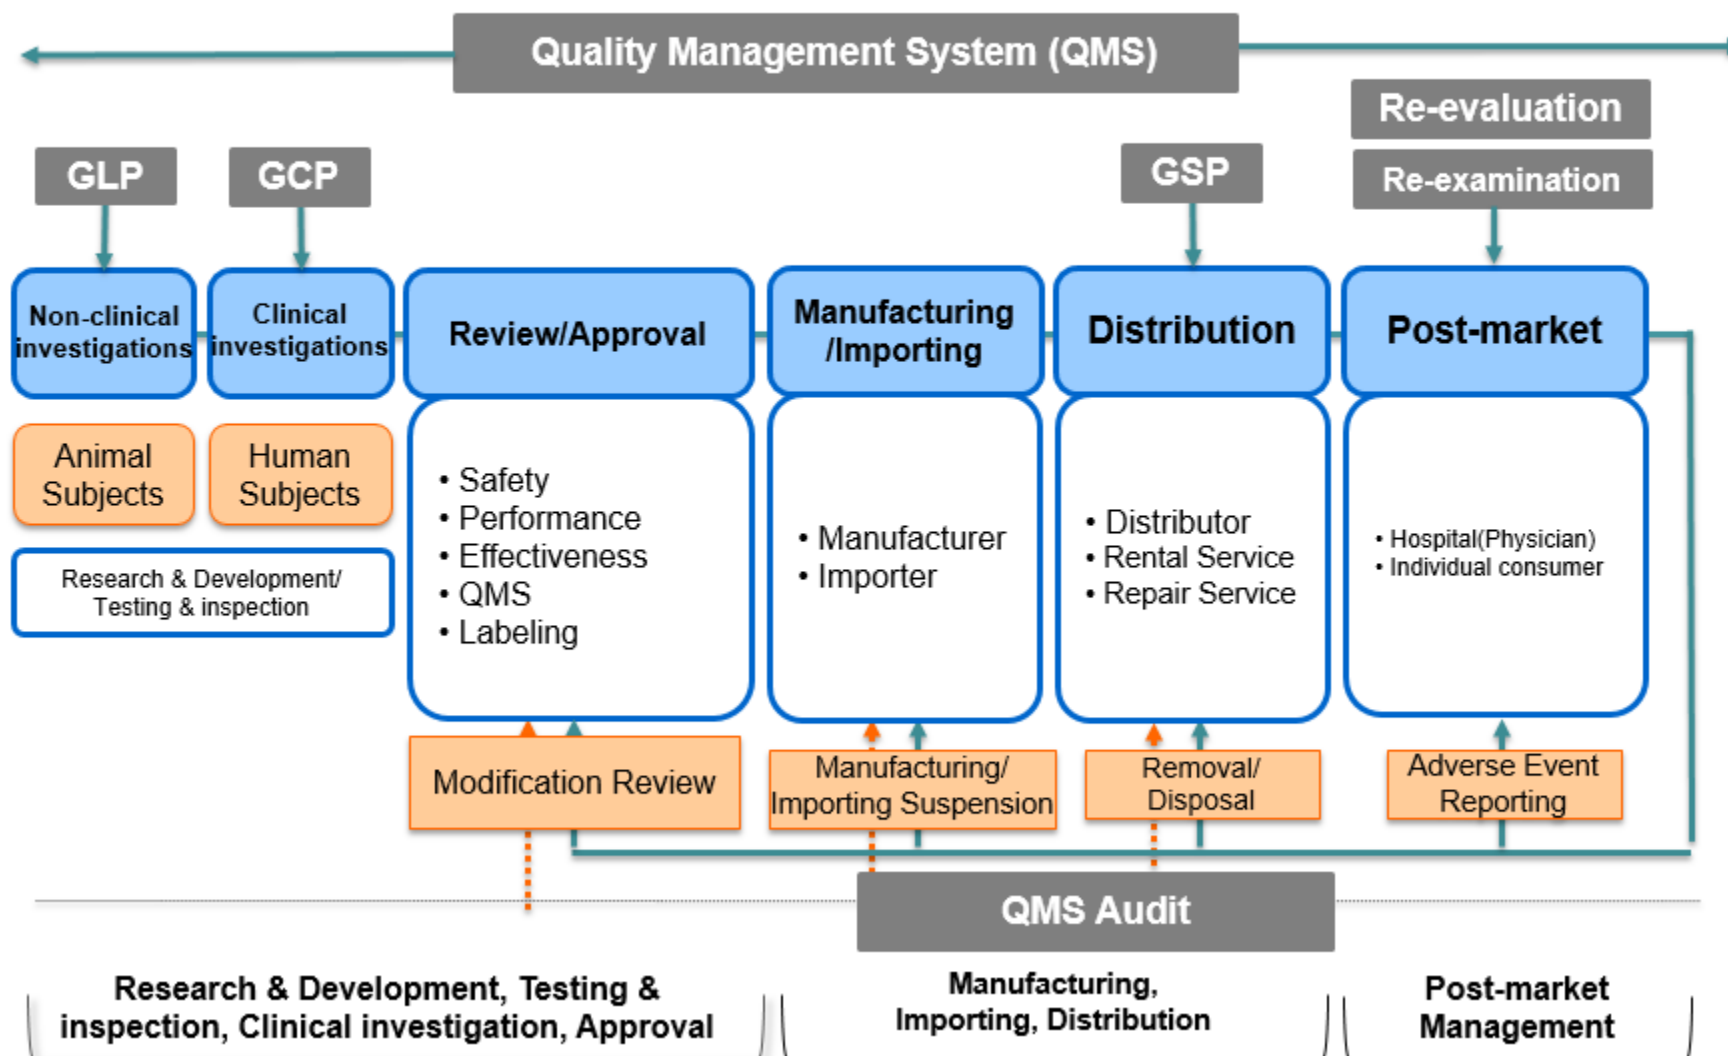 Quality Management System (QMS)
Re-evaluation
Re-examination
GLP
GCP
GSP
Non-clinical
investigations
Clinical
investigations
Review/Approval
Manufacturing
/Importing
Distribution
Post-market
Animal
Subjects
Human
Subjects
Research & Development/
Testing & inspection
• Safety
• Performance
• Effectiveness
• QMS
• Labeling
• Manufacturer
• Importer
• Distributor
• Rental Service
• Repair Service
• Hospital(Physician)
• Individual consumer
Modification Review
Manufacturing/
Importing Suspension
Removal/
Disposal
Adverse Event
Reporting
QMS Audit
Research & Development, Testing &
inspection, Clinical investigation, Approval
Manufacturing,
Importing, Distribution
Post-market
Management